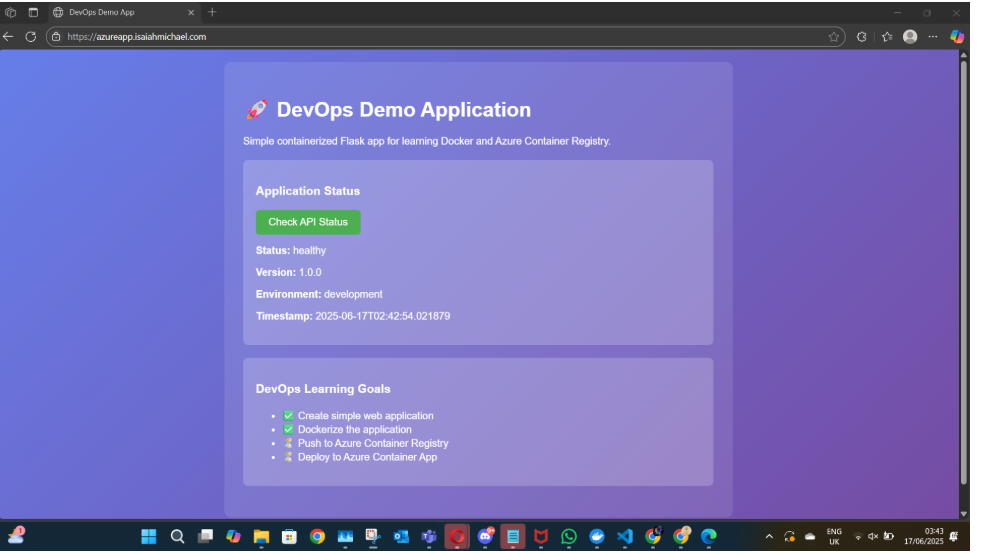 DevOps Demo App
https://azureapp.isaiahmichael.com
🚀 DevOps Demo Application
Simple containerized Flask app for learning Docker and Azure Container Registry.
Application Status
Check API Status
Status: healthy
Version: 1.0.0
Environment: development
Timestamp: 2025-06-17T02:42:54.021879
DevOps Learning Goals
• ✅ Create simple web application
• ✅ Dockerize the application
• ⏳ Push to Azure Container Registry
• ⏳ Deploy to Azure Container App
1
ENG
UK
03:43
17/06/2025